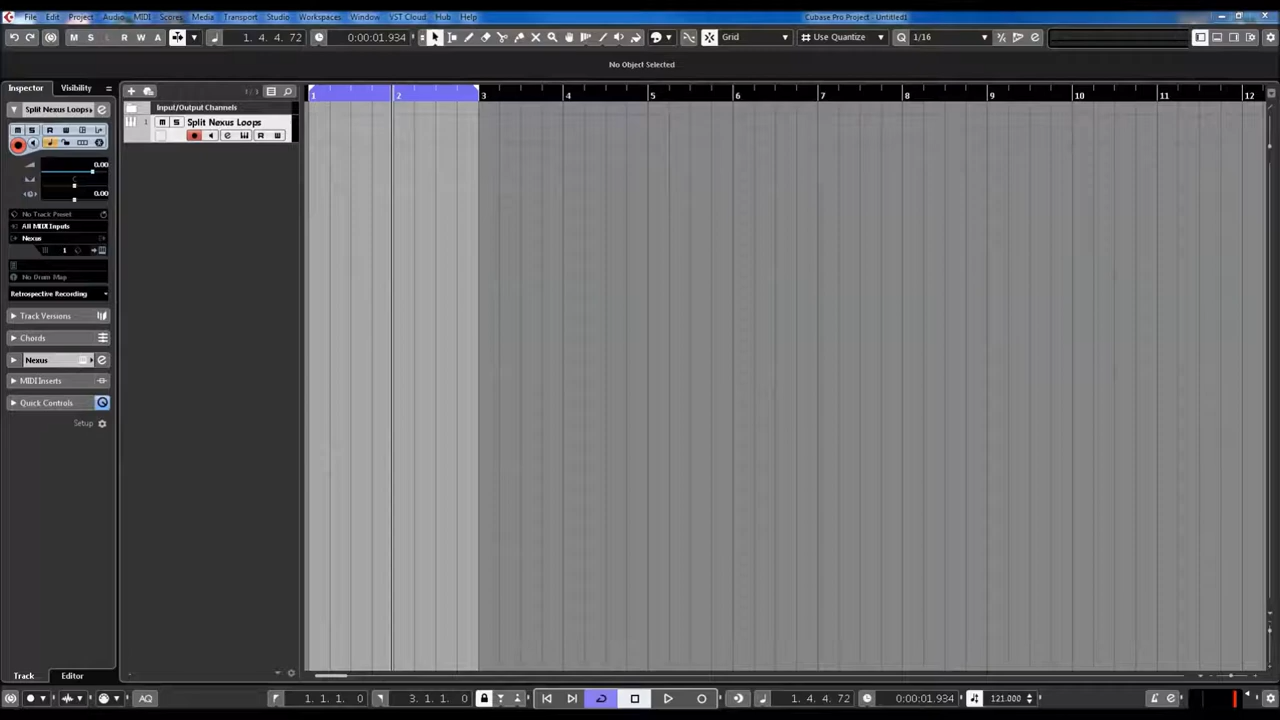 File Edit Project Audio MIDI Scores Media Transport Studio Workspaces Window VST Cloud Hub Help
Cubase Pro Project - Untitled1
M S L R W A
1. 4. 4. 72
0:00:01.934
Grid
Use Quantize
Q 1/16
No Object Selected
Inspector Visibility
Split Nexus Loops
M S R W
0.00
C
0.00
No Track Preset
All MIDI Inputs
Nexus
1
No Drum Map
Retrospective Recording
Track Versions
Chords
Nexus
MIDI Inserts
Quick Controls
Setup
Track Editor
Input/Output Channels
1 M S Split Nexus Loops
R W
1 2 3 4 5 6 7 8 9 10 11 12
AQ
1. 1. 1. 0
3. 1. 1. 0
1. 4. 4. 72
0:00:01.934
121.000